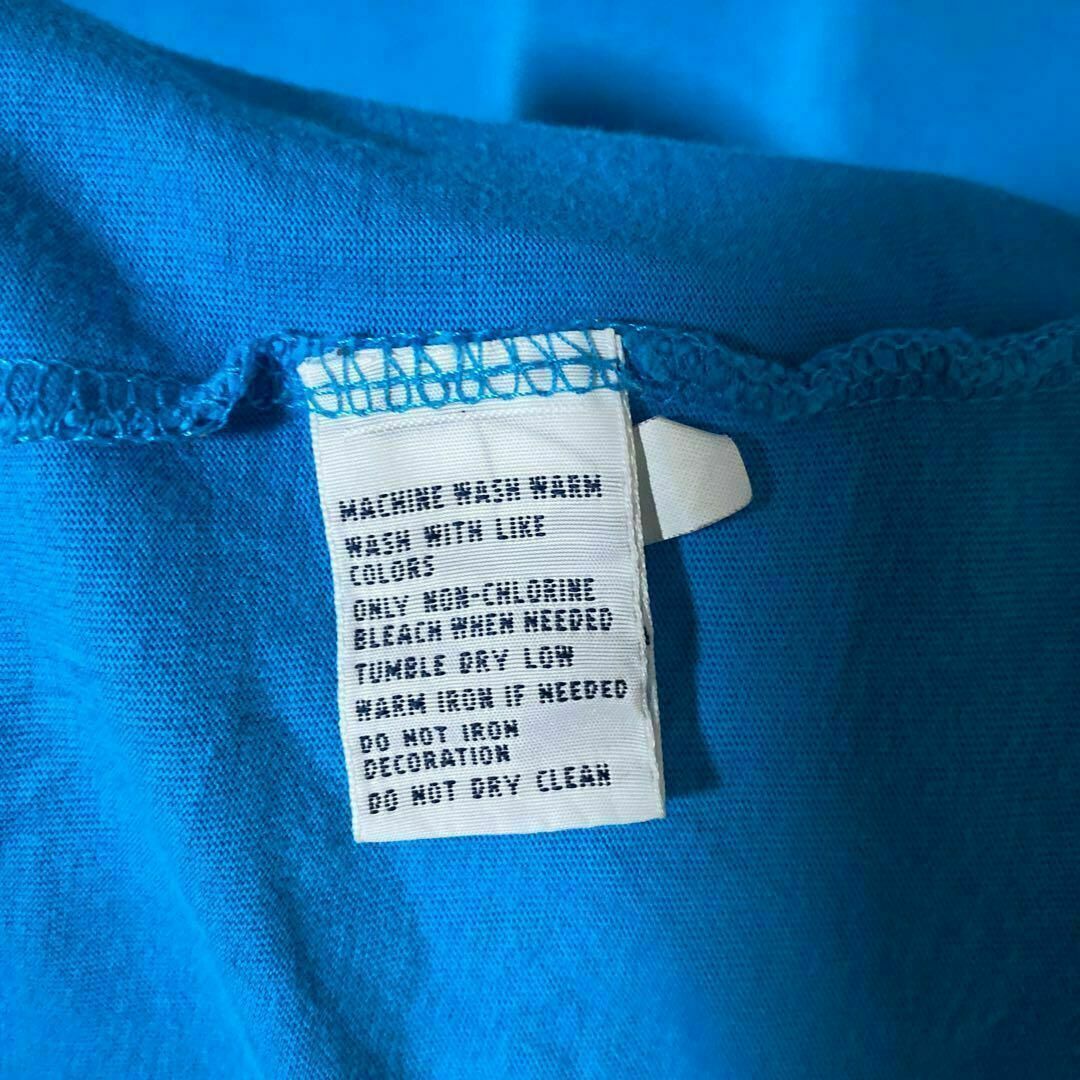 MACHINE WASH WARM
WASH WITH LIKE
COLORS
ONLY NON-CHLORINE
BLEACH WHEN NEEDED
TUMBLE DRY LOW
WARM IRON IF NEEDED
DO NOT IRON
DECORATION
DO NOT DRY CLEAN